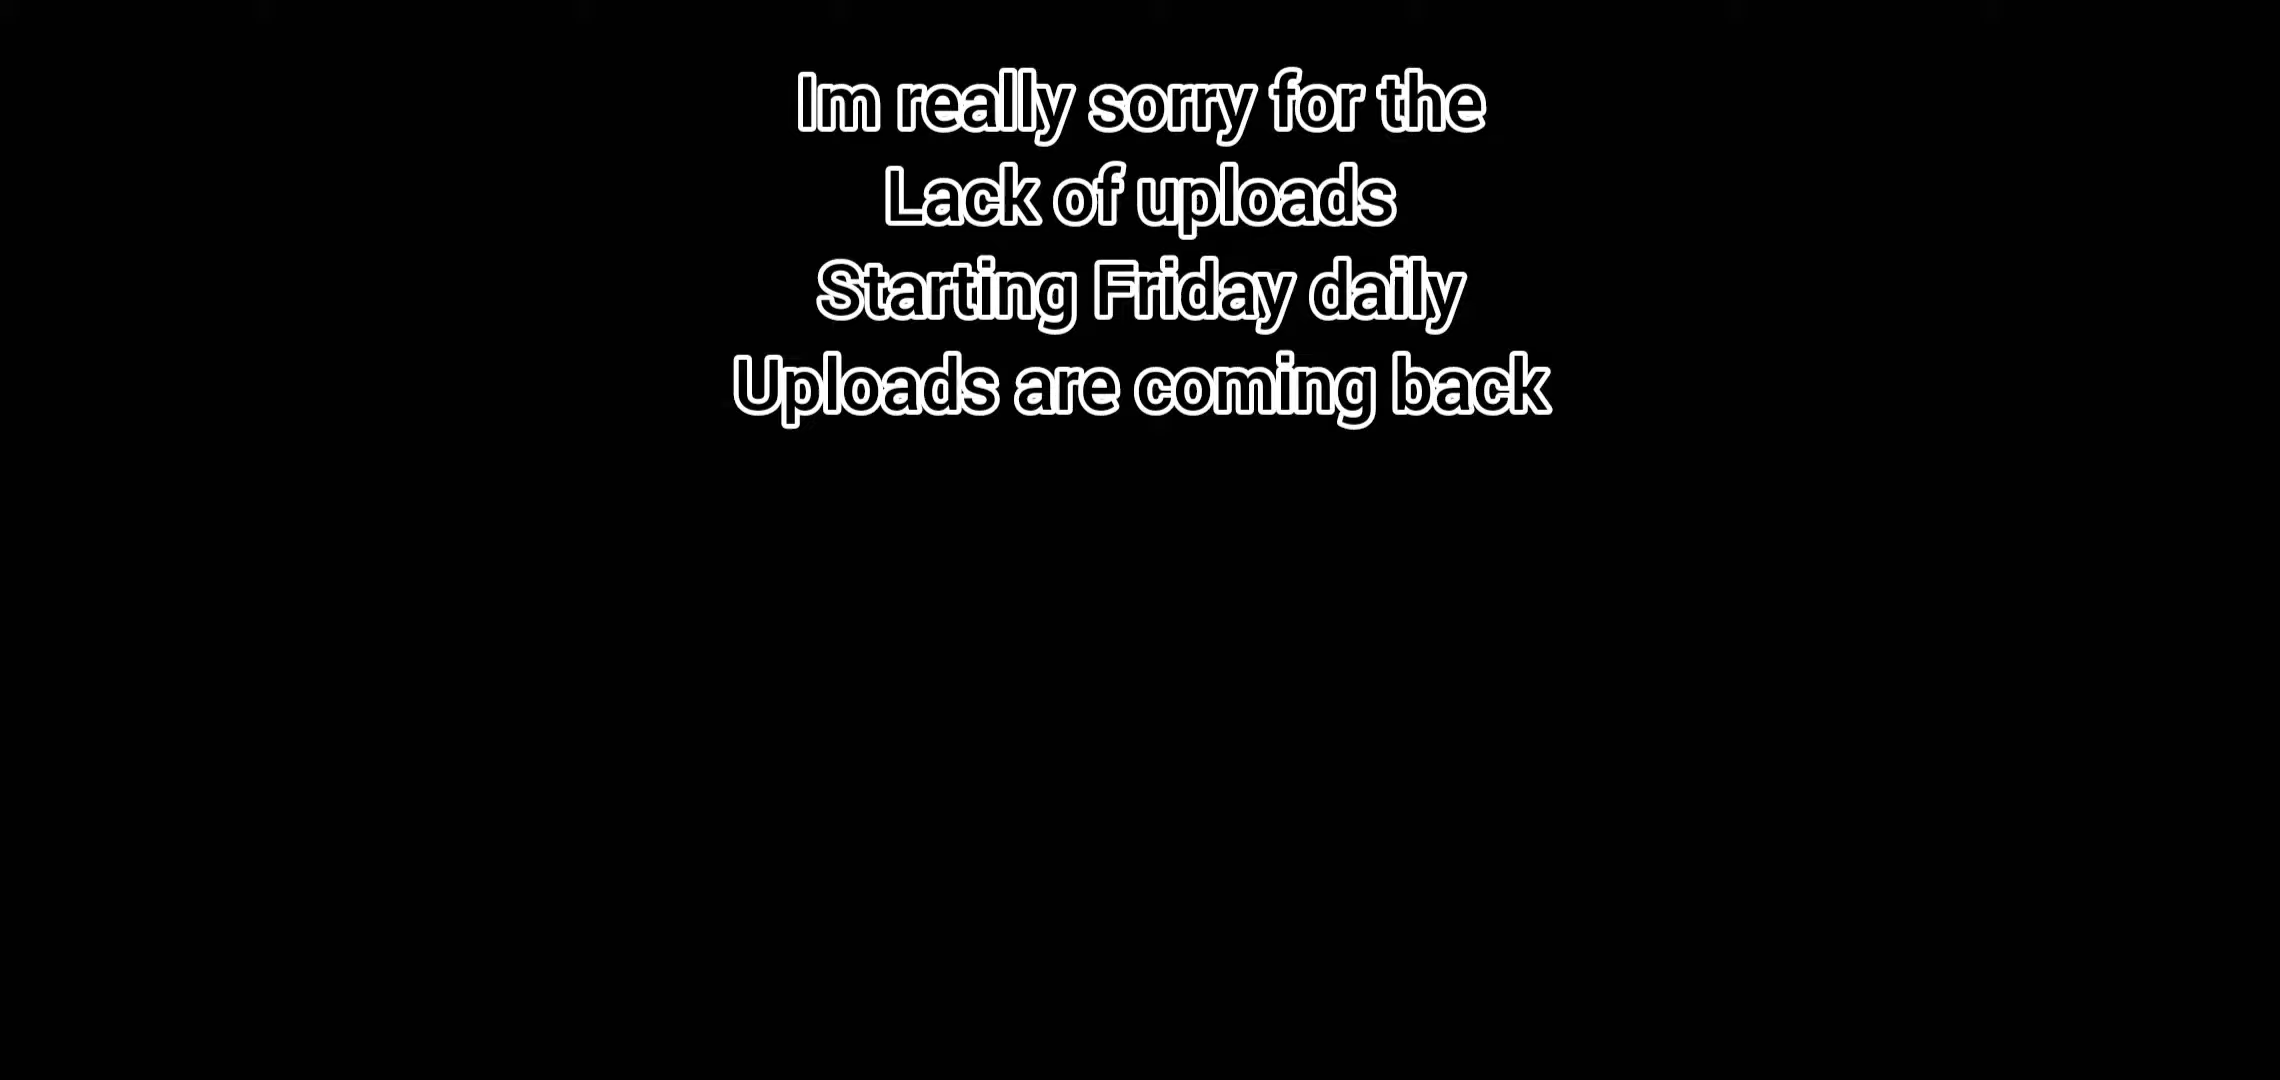 Im really sorry for the
Lack of uploads
Starting Friday daily
Uploads are coming back